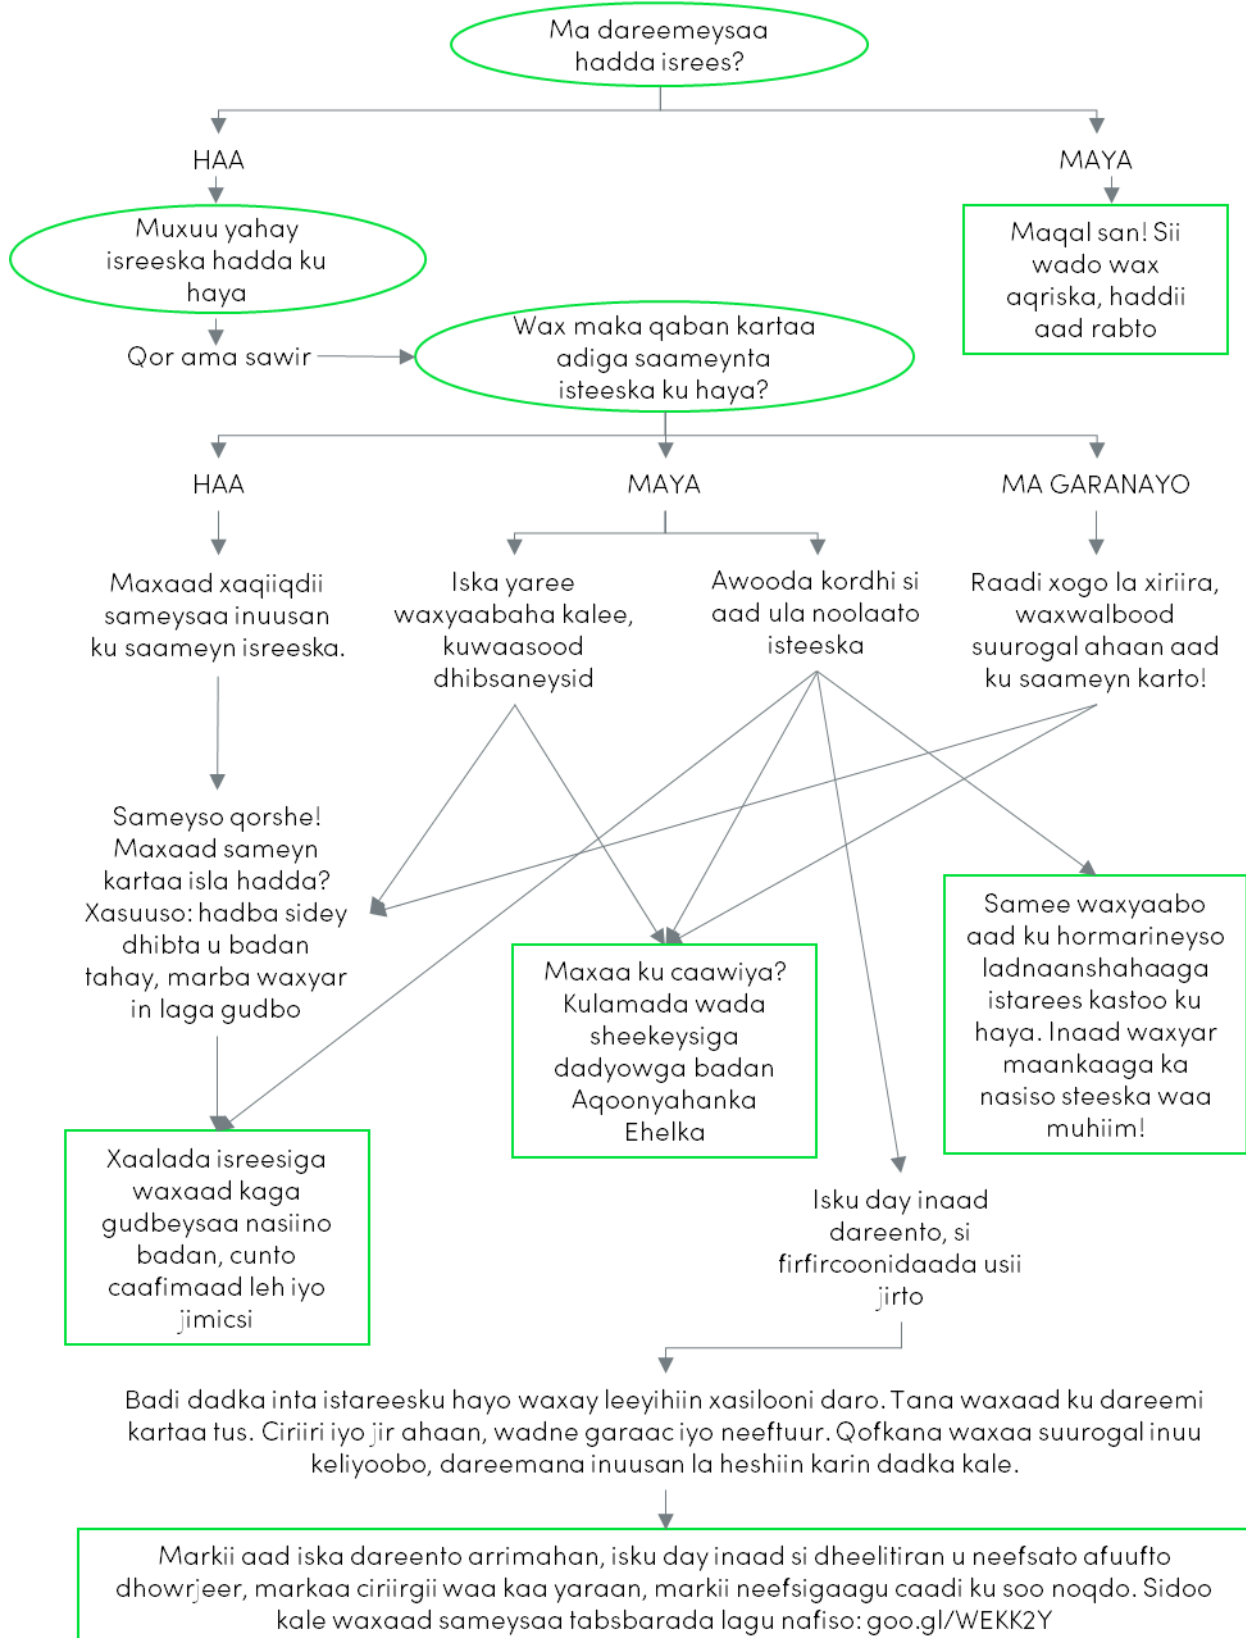 Ma dareemeysaa
hadda isrees?
HAA
MAYA
Muxuu yahay
isreeska hadda ku
haya
Maqal san! Sii
wado wax
aqriska, haddii
aad rabto
Qor ama sawir
Wax maka qaban kartaa
adiga saameynta
isteeska ku haya?
HAA
MAYA
MA GARANAYO
Maxaad xaqiiqdii
sameysaa inuusan
ku saameyn isreeska.
Iska yaree
waxyaabaha kalee,
kuwaasood
dhibsaneysid
Awooda kordhi si
aad ula noolaato
isteeska
Raadi xogo la xiriira,
waxwalbood
suurogal ahaan aad
ku saameyn karto!
Sameyso qorshe!
Maxaad sameyn
kartaa isla hadda?
Xasuuso: hadba sidey
dhibta u badan
tahay, marba waxyar
in laga gudbo
Maxaa ku caawiya?
Kulamada wada
sheekeysiga
dadyowga badan
Aqoonyahanka
Ehelka
Samee waxyaabo
aad ku hormarineyso
ladnaanshahaaga
istarees kastoo ku
haya. Inaad waxyar
maankaaga ka
nasiso steeska waa
muhiim!
Xaalada isreesiga
waxaad kaga
gudbeysaa nasiino
badan, cunto
caafimaad leh iyo
jimicsi
Isku day inaad
dareento, si
firfircoonidaada usii
jirto
Badi dadka inta istareesku hayo waxay leeyihiin xasilooni daro. Tana waxaad ku dareemi
kartaa tus. Ciriiri iyo jir ahaan, wadne garaac iyo neeftuur. Qofkana waxaa suurogal inuu
keliyoobo, dareemana inuusan la heshiin karin dadka kale.
Markii aad iska dareento arrimahan, isku day inaad si dheelitiran u neefsato afuufto
dhowrjeer, markaa ciriirgii waa kaa yaraan, markii neefsigaagu caadi ku soo noqdo. Sidoo
kale waxaad sameysaa tabsbarada lagu nafiso: goo.gl/WEKK2Y